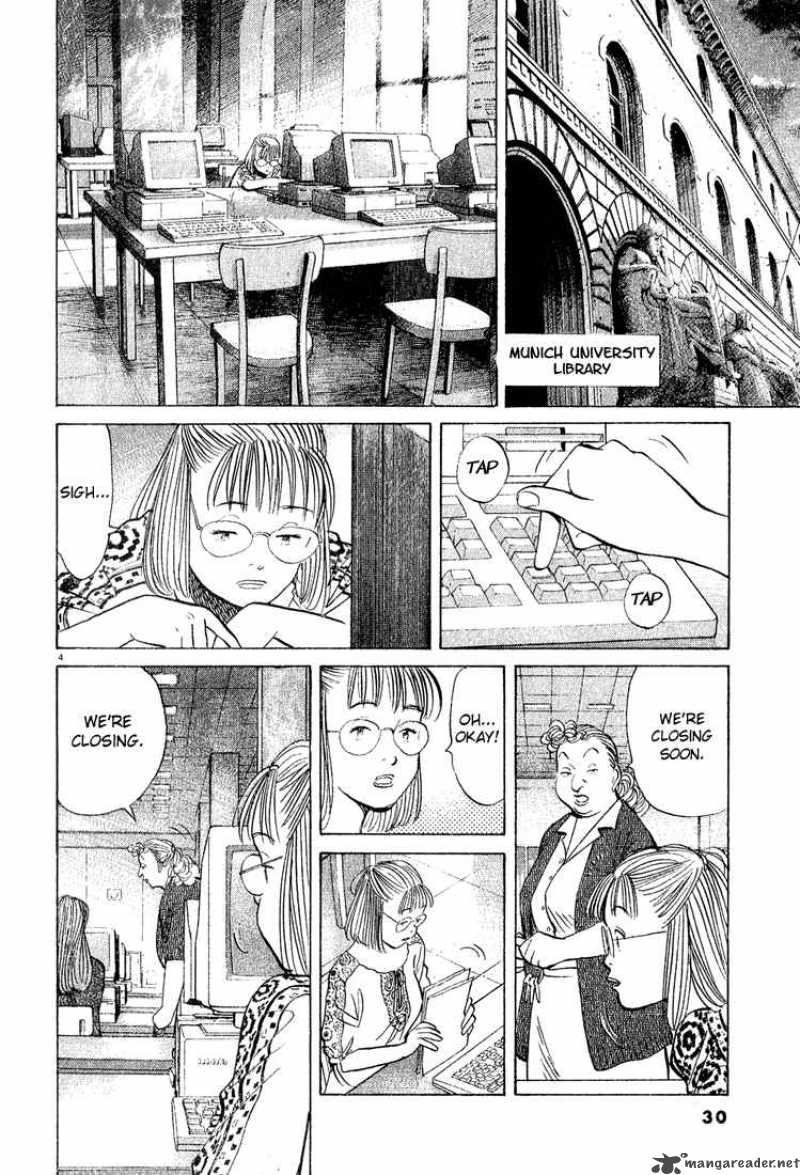 MUNICH UNIVERSITY
LIBRARY
TAP
TAP
SIGH...
4
WE'RE
CLOSING
SOON.
OH...
OKAY!
WE'RE
CLOSING.
30
mangareader.net